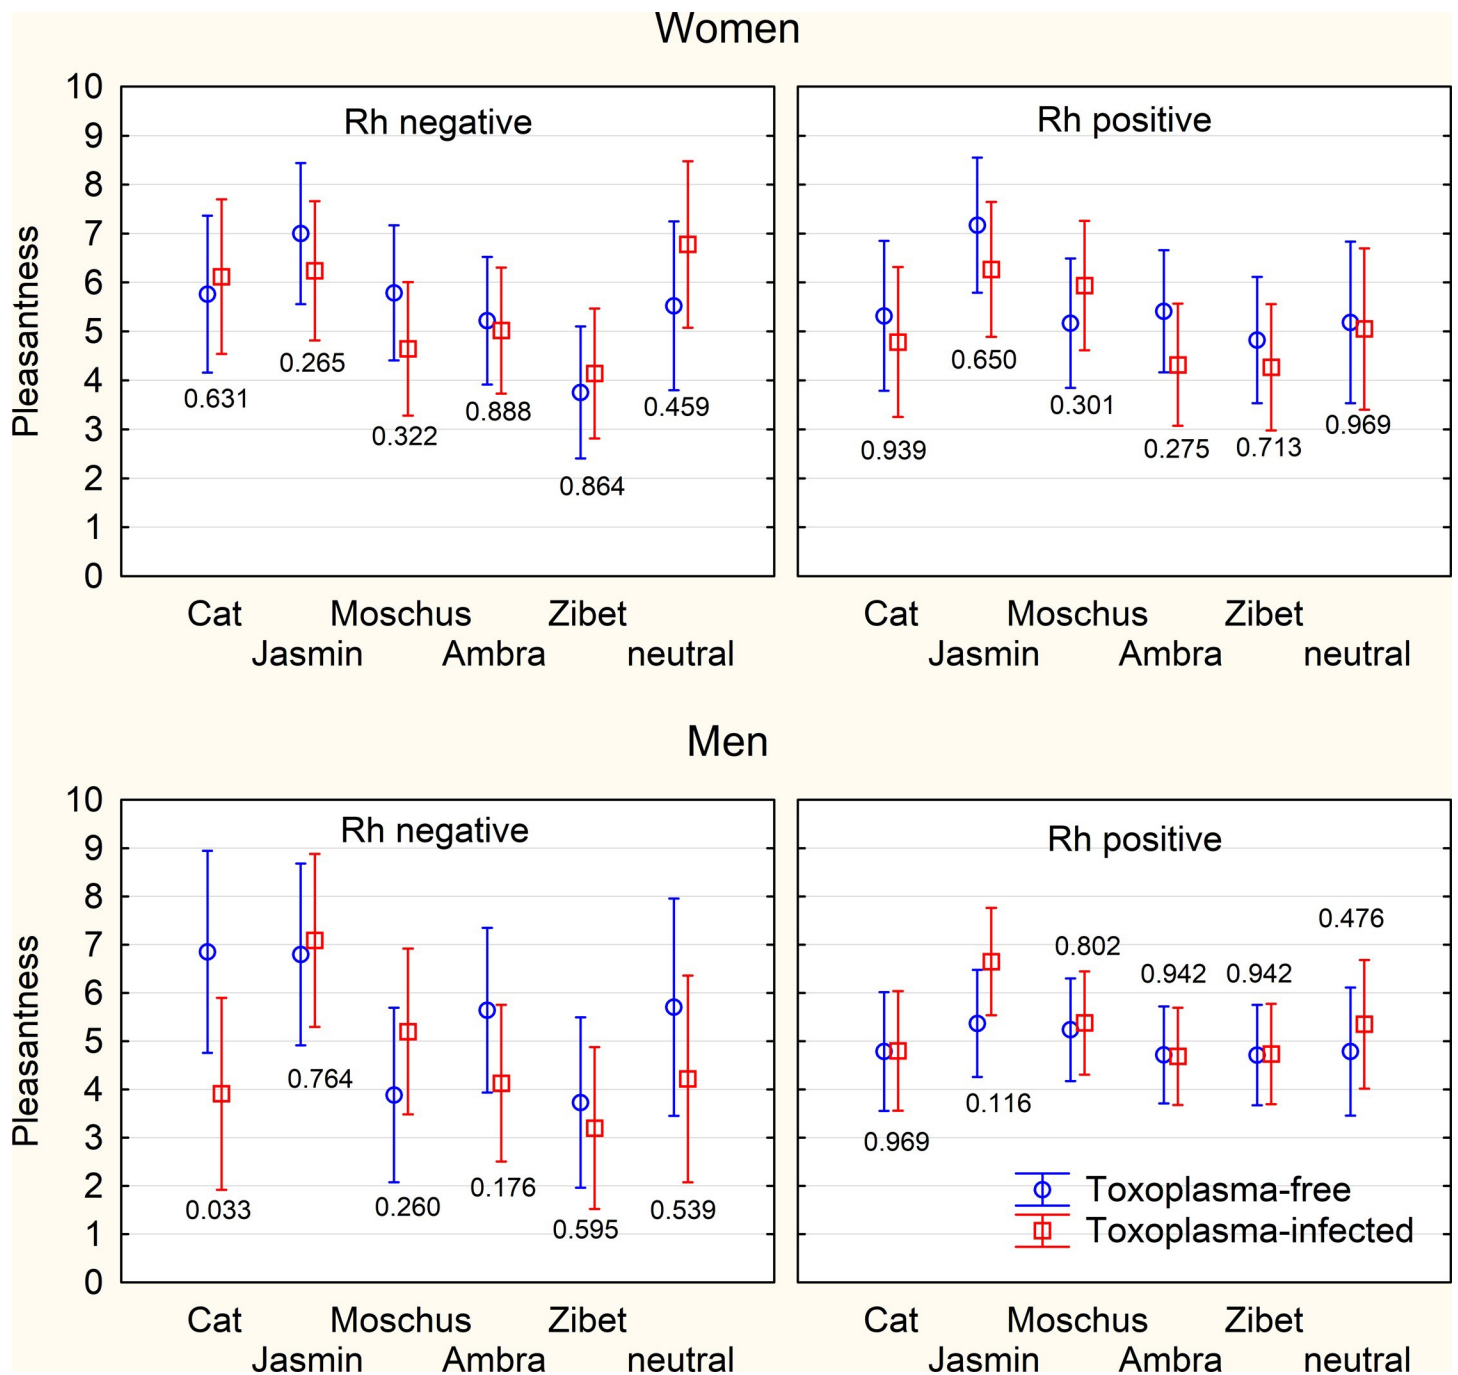 Women
Rh negative
Rh positive
Pleasantness
10
9
8
7
6
5
4
3
2
1
0
0.631
0.265
0.322
0.888
0.864
0.459
0.939
0.650
0.301
0.275
0.713
0.969
Cat
Jasmin
Moschus
Ambra
Zibet
neutral
Cat
Jasmin
Moschus
Ambra
Zibet
neutral
Men
Rh negative
Rh positive
Pleasantness
10
9
8
7
6
5
4
3
2
1
0
0.033
0.764
0.260
0.176
0.595
0.539
0.969
0.116
0.802
0.942
0.942
0.476
Toxoplasma-free
Toxoplasma-infected
Cat
Jasmin
Moschus
Ambra
Zibet
neutral
Cat
Jasmin
Moschus
Ambra
Zibet
neutral